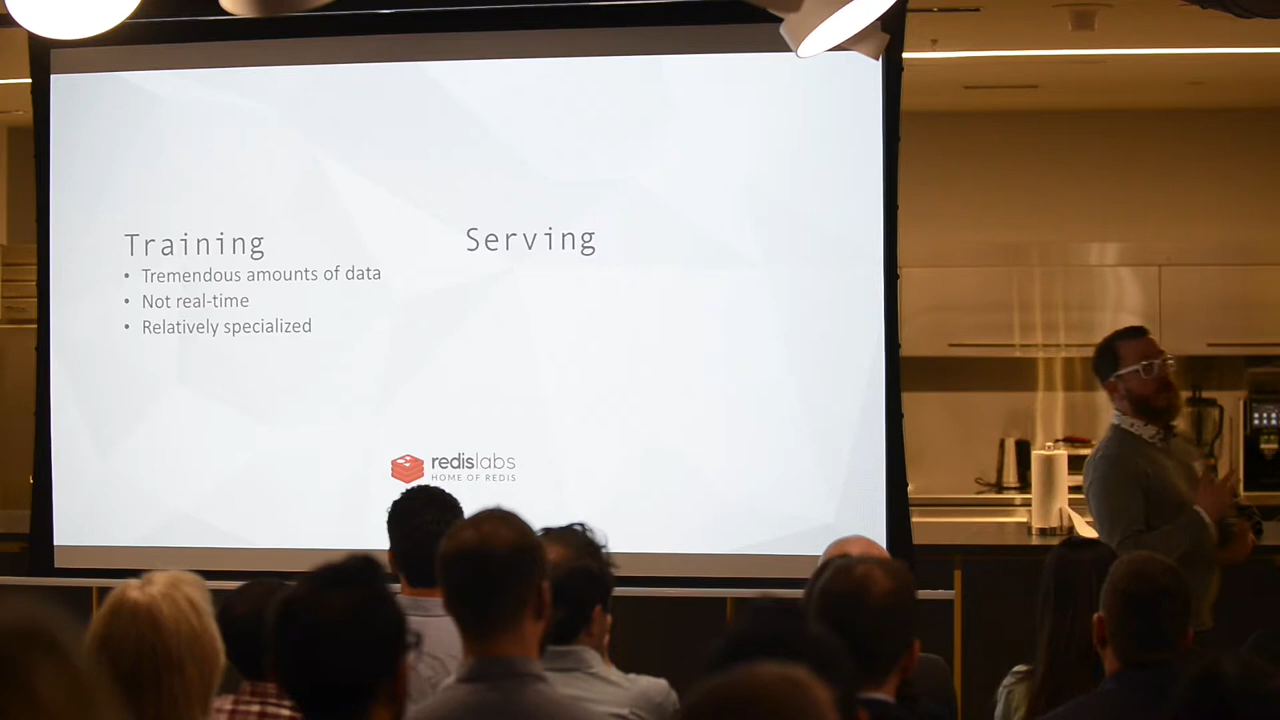 Training
• Tremendous amounts of data
• Not real-time
• Relatively specialized
Serving
redislabs
HOME OF REDIS